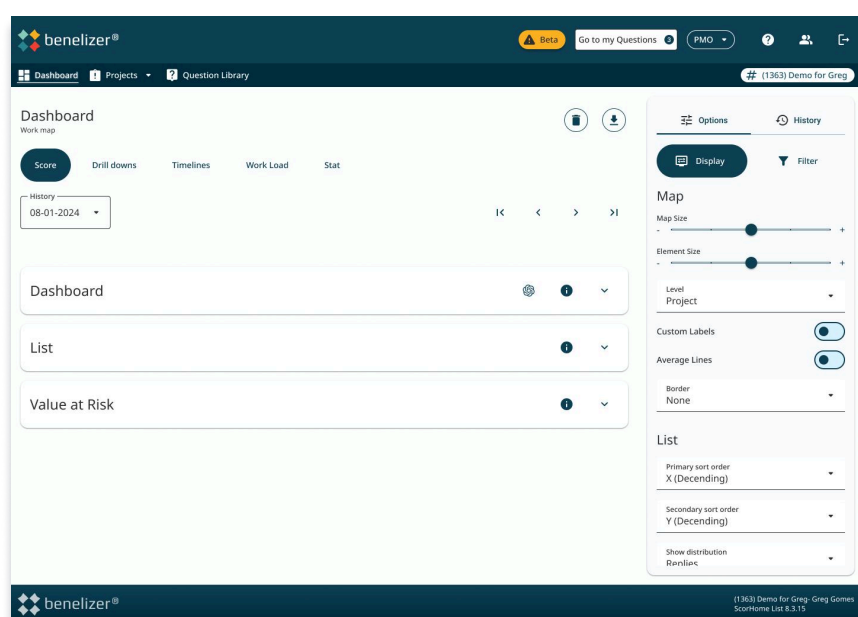 benelizer®
Beta
Go to my Questions 3
PMO
?
Dashboard
Projects
Question Library
# (1363) Demo for Greg
Dashboard
Work map
Score
Drill downs
Timelines
Work Load
Stat
History
08-01-2024
Dashboard
List
Value at Risk
Options
History
Display
Filter
Map
Map Size
- +
Element Size
- +
Level
Project
Custom Labels
Average Lines
Border
None
List
Primary sort order
X (Decending)
Secondary sort order
Y (Decending)
Show distribution
Replies
benelizer®
(1363) Demo for Greg- Greg Gomes
ScorHome List 8.3.15